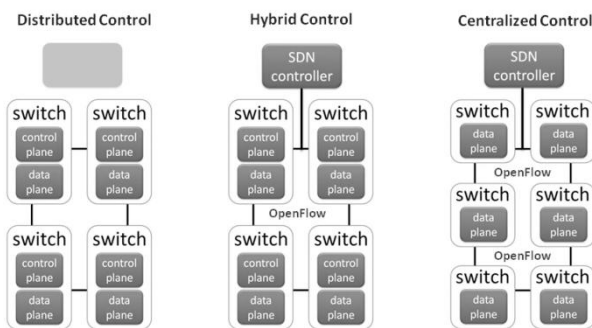 Distributed Control
switch
control
plane
data
plane
switch
control
plane
data
plane
switch
control
plane
data
plane
switch
control
plane
data
plane
Hybrid Control
SDN
controller
switch
control
plane
data
plane
switch
control
plane
data
plane
OpenFlow
switch
control
plane
data
plane
switch
control
plane
data
plane
Centralized Control
SDN
controller
switch
data
plane
switch
data
plane
OpenFlow
switch
data
plane
switch
data
plane
OpenFlow
switch
data
plane
switch
data
plane